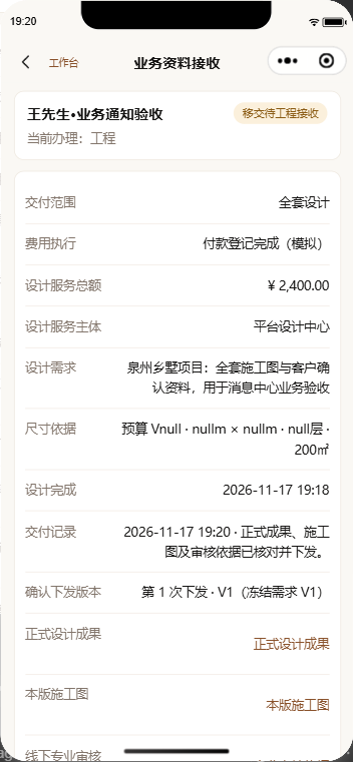 19:20
工作台
业务资料接收
王先生•业务通知验收
移交待工程接收
当前办理：工程
交付范围
全套设计
费用执行
付款登记完成（模拟）
设计服务总额
¥ 2,400.00
设计服务主体
平台设计中心
设计需求
泉州乡墅项目：全套施工图与客户确
认资料，用于消息中心业务验收
尺寸依据
预算 Vnull · nullm × nullm · null层 ·
200㎡
设计完成
2026-11-17 19:18
交付记录
2026-11-17 19:20 · 正式成果、施工
图及审核依据已核对并下发。
确认下发版本
第 1 次下发 · V1（冻结需求 V1）
正式设计成果
正式设计成果
本版施工图
本版施工图
线下专业审核